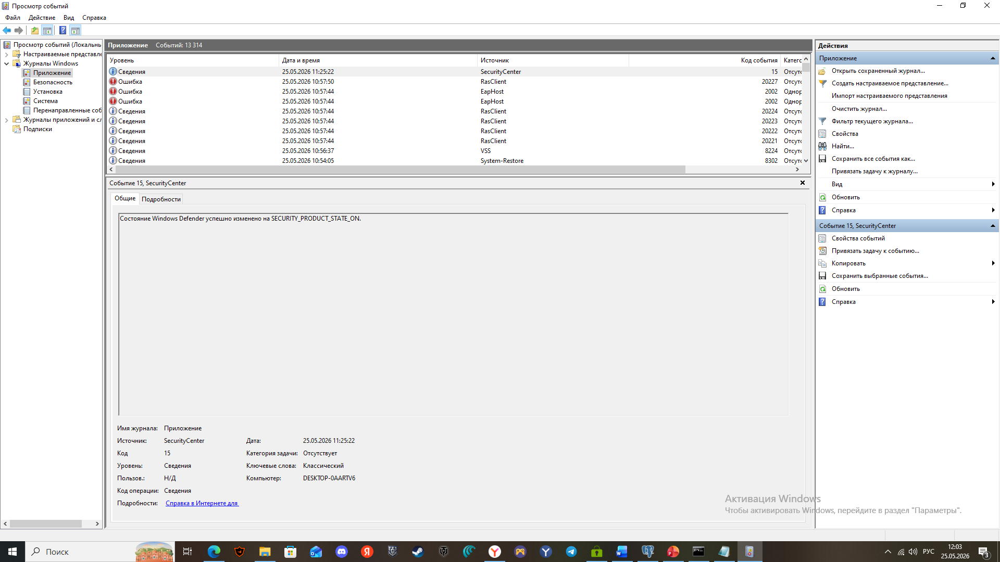 Просмотр событий
Файл Действие Вид Справка
Просмотр событий (Локальнь
Настраиваемые представле
Журналы Windows
Приложение
Безопасность
Установка
Система
Перенаправленные соб
Журналы приложений и сл
Подписки
Приложение Событий: 13 314
Уровень Дата и время Источник Код события Катего
Сведения 25.05.2026 11:25:22 SecurityCenter 15 Отсутс
Ошибка 25.05.2026 10:57:50 RasClient 20227 Отсутс
Ошибка 25.05.2026 10:57:44 EapHost 2002 Однор
Ошибка 25.05.2026 10:57:44 EapHost 2002 Однор
Сведения 25.05.2026 10:57:44 RasClient 20224 Отсутс
Сведения 25.05.2026 10:57:44 RasClient 20223 Отсутс
Сведения 25.05.2026 10:57:44 RasClient 20222 Отсутс
Сведения 25.05.2026 10:57:44 RasClient 20221 Отсутс
Сведения 25.05.2026 10:56:37 VSS 8224 Отсутс
Сведения 25.05.2026 10:54:05 System-Restore 8302 Отсутс
Событие 15, SecurityCenter
Общие Подробности
Состояние Windows Defender успешно изменено на SECURITY_PRODUCT_STATE_ON.
Имя журнала: Приложение
Источник: SecurityCenter Дата: 25.05.2026 11:25:22
Код 15 Категория задачи: Отсутствует
Уровень: Сведения Ключевые слова: Классический
Пользов.: Н/Д Компьютер: DESKTOP-0AARTV6
Код операции: Сведения
Подробности: Справка в Интернете для
Действия
Приложение
Открыть сохраненный журнал...
Создать настраиваемое представление...
Импорт настраиваемого представления
Очистить журнал...
Фильтр текущего журнала...
Свойства
Найти...
Сохранить все события как...
Привязать задачу к журналу...
Вид
Обновить
Справка
Событие 15, SecurityCenter
Свойства событий
Привязать задачу к событию...
Копировать
Сохранить выбранные события...
Обновить
Справка
Активация Windows
Чтобы активировать Windows, перейдите в раздел "Параметры".
Поиск
РУС
12:03
25.05.2026
3